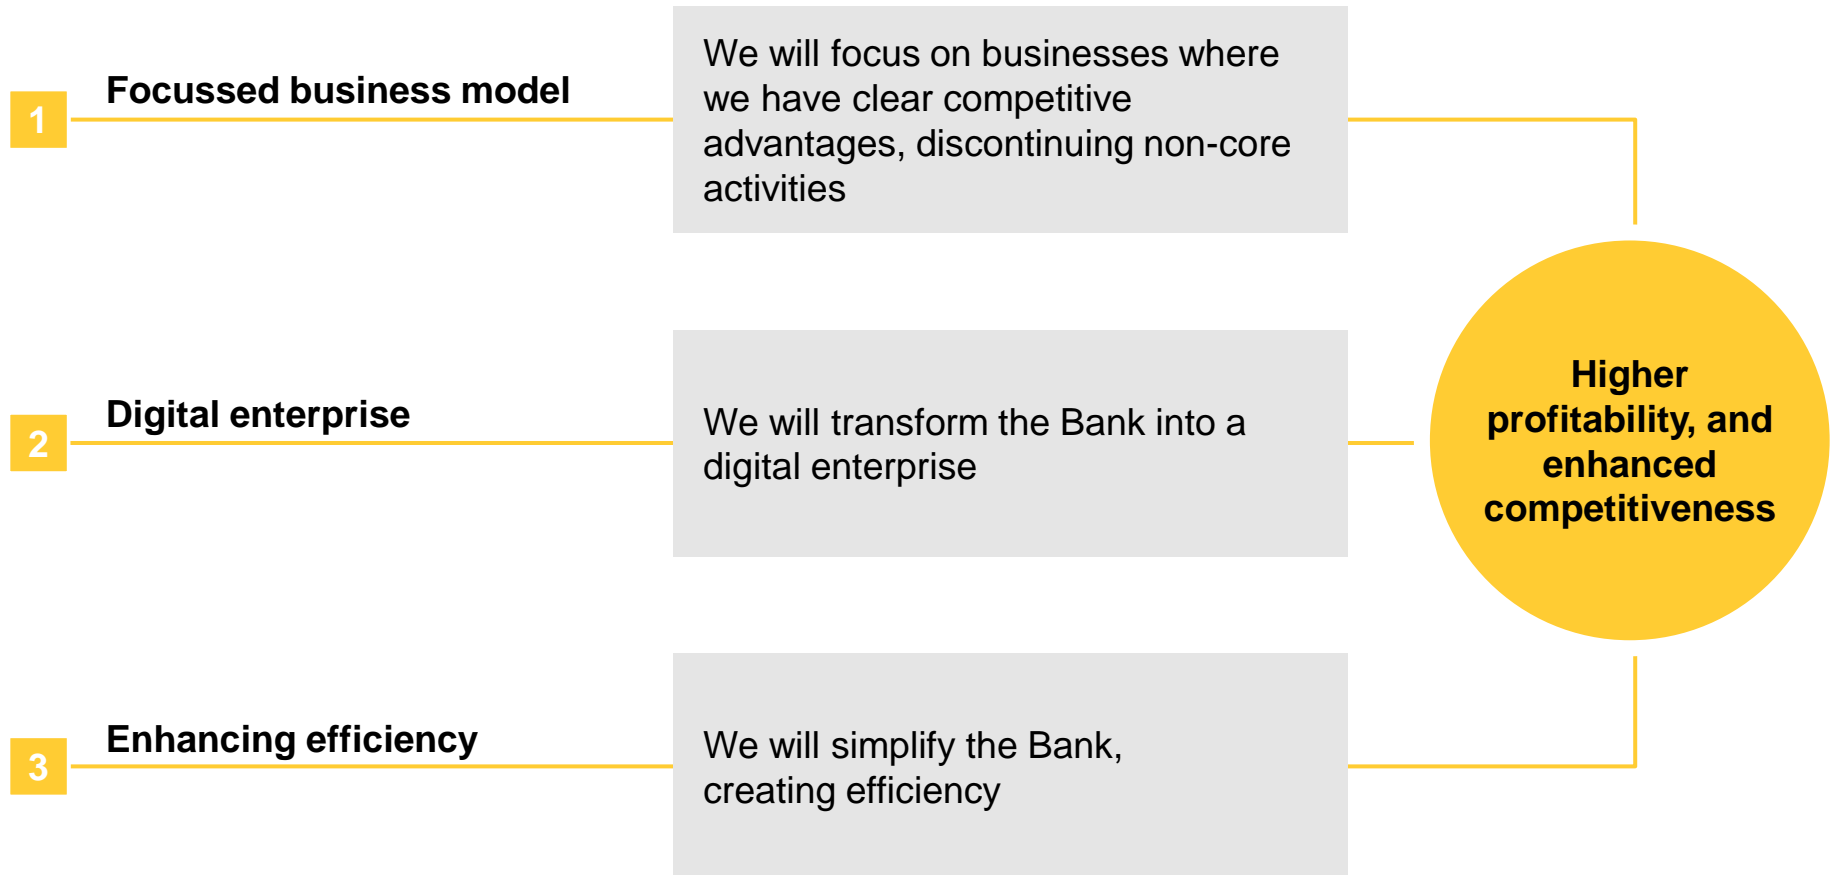 1
Focussed business model
We will focus on businesses where
we have clear competitive
advantages, discontinuing non-core
activities
2
Digital enterprise
We will transform the Bank into a
digital enterprise
3
Enhancing efficiency
We will simplify the Bank,
creating efficiency
Higher
profitability, and
enhanced
competitiveness